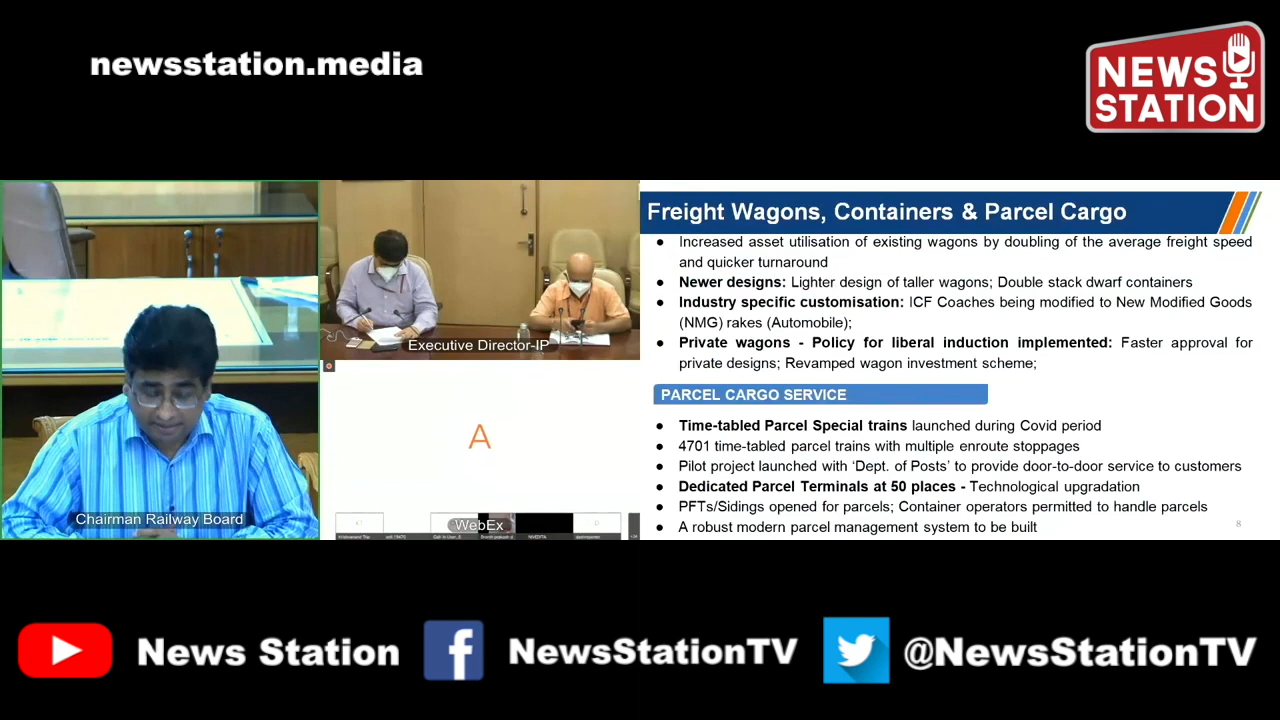 newsstation.media
NEWS
STATION
Freight Wagons, Containers & Parcel Cargo
● Increased asset utilisation of existing wagons by doubling of the average freight speed
and quicker turnaround
● Newer designs: Lighter design of taller wagons; Double stack dwarf containers
● Industry specific customisation: ICF Coaches being modified to New Modified Goods
(NMG) rakes (Automobile);
● Private wagons - Policy for liberal induction implemented: Faster approval for
private designs; Revamped wagon investment scheme;
PARCEL CARGO SERVICE
● Time-tabled Parcel Special trains launched during Covid period
● 4701 time-tabled parcel trains with multiple enroute stoppages
● Pilot project launched with ‘Dept. of Posts’ to provide door-to-door service to customers
● Dedicated Parcel Terminals at 50 places - Technological upgradation
● PFTs/Sidings opened for parcels; Container operators permitted to handle parcels
● A robust modern parcel management system to be built
8
Executive Director-IP
A
Chairman Railway Board
WebEx
NIVEDITA
News Station
NewsStationTV
@NewsStationTV